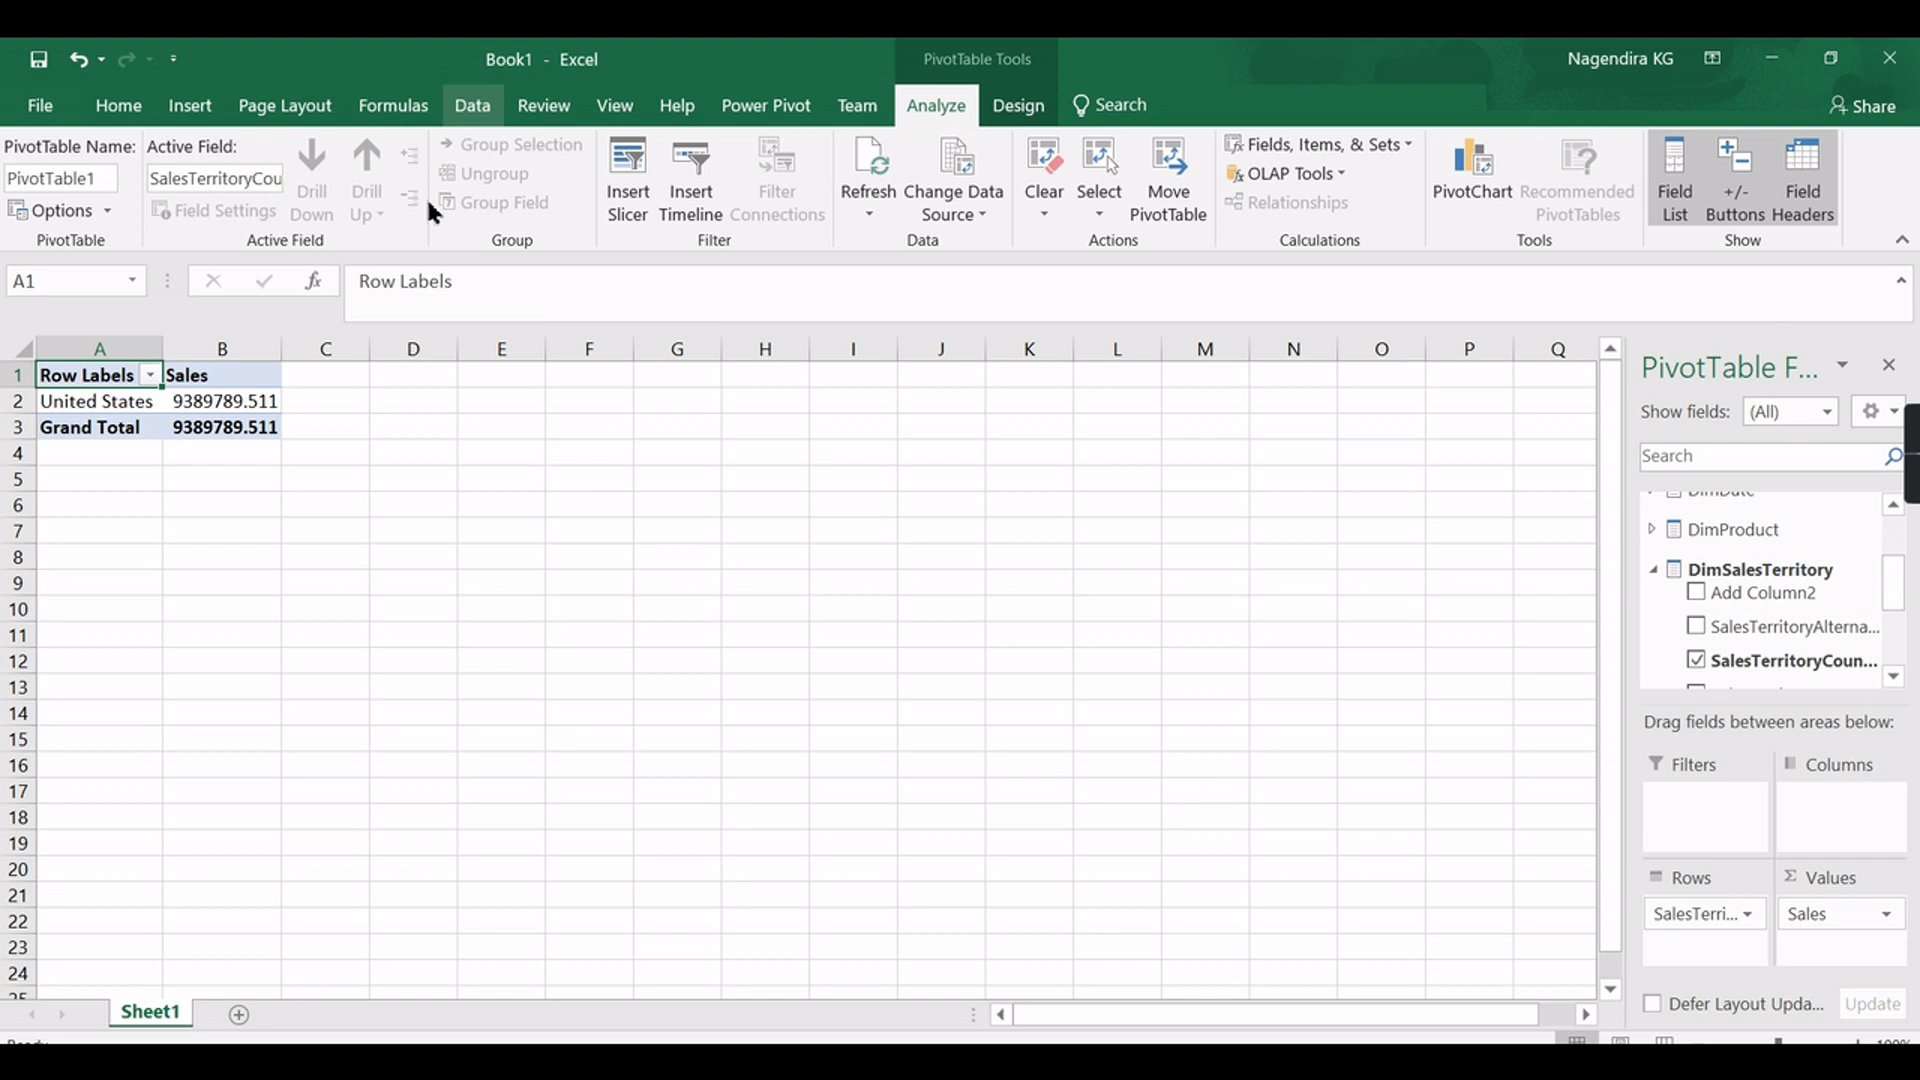 Book1 - Excel
PivotTable Tools
Nagendira KG
File Home Insert Page Layout Formulas Data Review View Help Power Pivot Team Analyze Design Search
Share
PivotTable Name:
PivotTable1
Options
PivotTable
Active Field:
SalesTerritoryCou
Field Settings
Drill Down
Drill Up
Active Field
Group Selection
Ungroup
Group Field
Group
Insert Slicer
Insert Timeline
Filter Connections
Filter
Refresh
Change Data Source
Data
Clear
Select
Move PivotTable
Actions
Fields, Items, & Sets
OLAP Tools
Relationships
Calculations
PivotChart
Recommended PivotTables
Tools
Field List
+/- Buttons
Field Headers
Show
A1
fx
Row Labels
A B C D E F G H I J K L M N O P Q
1 Row Labels Sales
2 United States 9389789.511
3 Grand Total 9389789.511
4
5
6
7
8
9
10
11
12
13
14
15
16
17
18
19
20
21
22
23
24
25
Sheet1
PivotTable F...
Show fields: (All)
Search
DimDate
DimProduct
DimSalesTerritory
Add Column2
SalesTerritoryAlterna...
SalesTerritoryCoun...
Drag fields between areas below:
Filters
Columns
Rows
Σ Values
SalesTerri...
Sales
Defer Layout Upda...
Update
Ready
100%